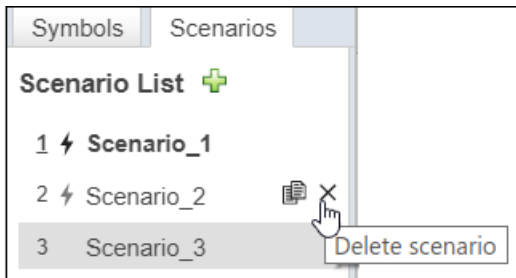 Symbols Scenarios
Scenario List
1 Scenario_1
2 Scenario_2
Delete scenario
3 Scenario_3